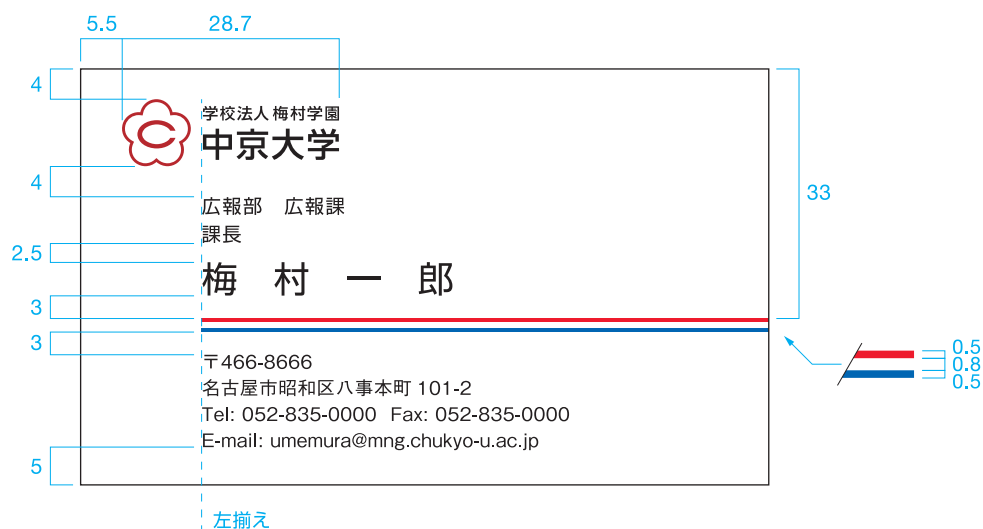 5.5
28.7
4
学校法人 梅村学園
中京大学
C
4
33
広報部　広報課
課長
2.5
梅　村　一　郎
3
3
0.5
0.8
0.5
〒466-8666
名古屋市昭和区八事本町 101-2
Tel: 052-835-0000  Fax: 052-835-0000
E-mail: umemura@mng.chukyo-u.ac.jp
5
左揃え